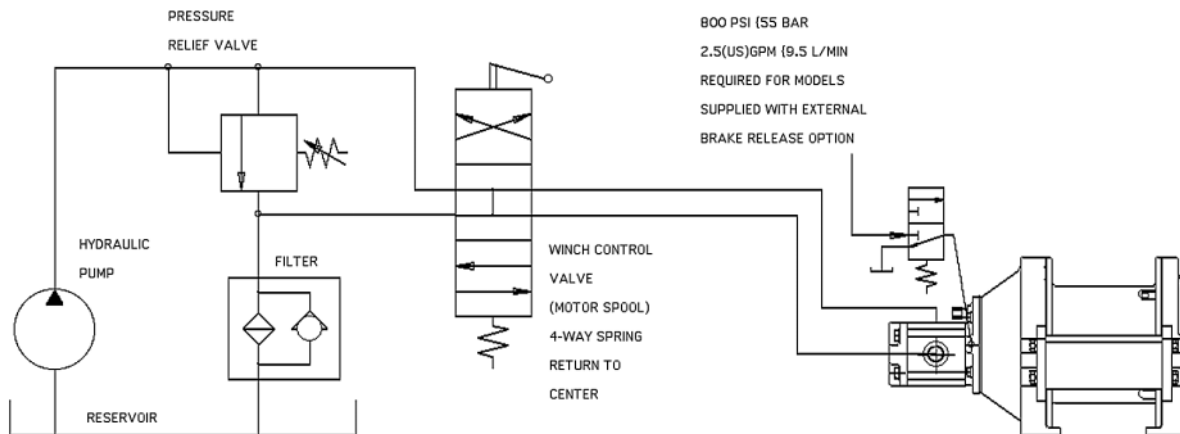 PRESSURE
RELIEF VALVE
800 PSI (55 BAR
2.5(US)GPM (9.5 L/MIN
REQUIRED FOR MODELS
SUPPLIED WITH EXTERNAL
BRAKE RELEASE OPTION
HYDRAULIC
PUMP
FILTER
WINCH CONTROL
VALVE
(MOTOR SPOOL)
4-WAY SPRING
RETURN TO
CENTER
RESERVOIR